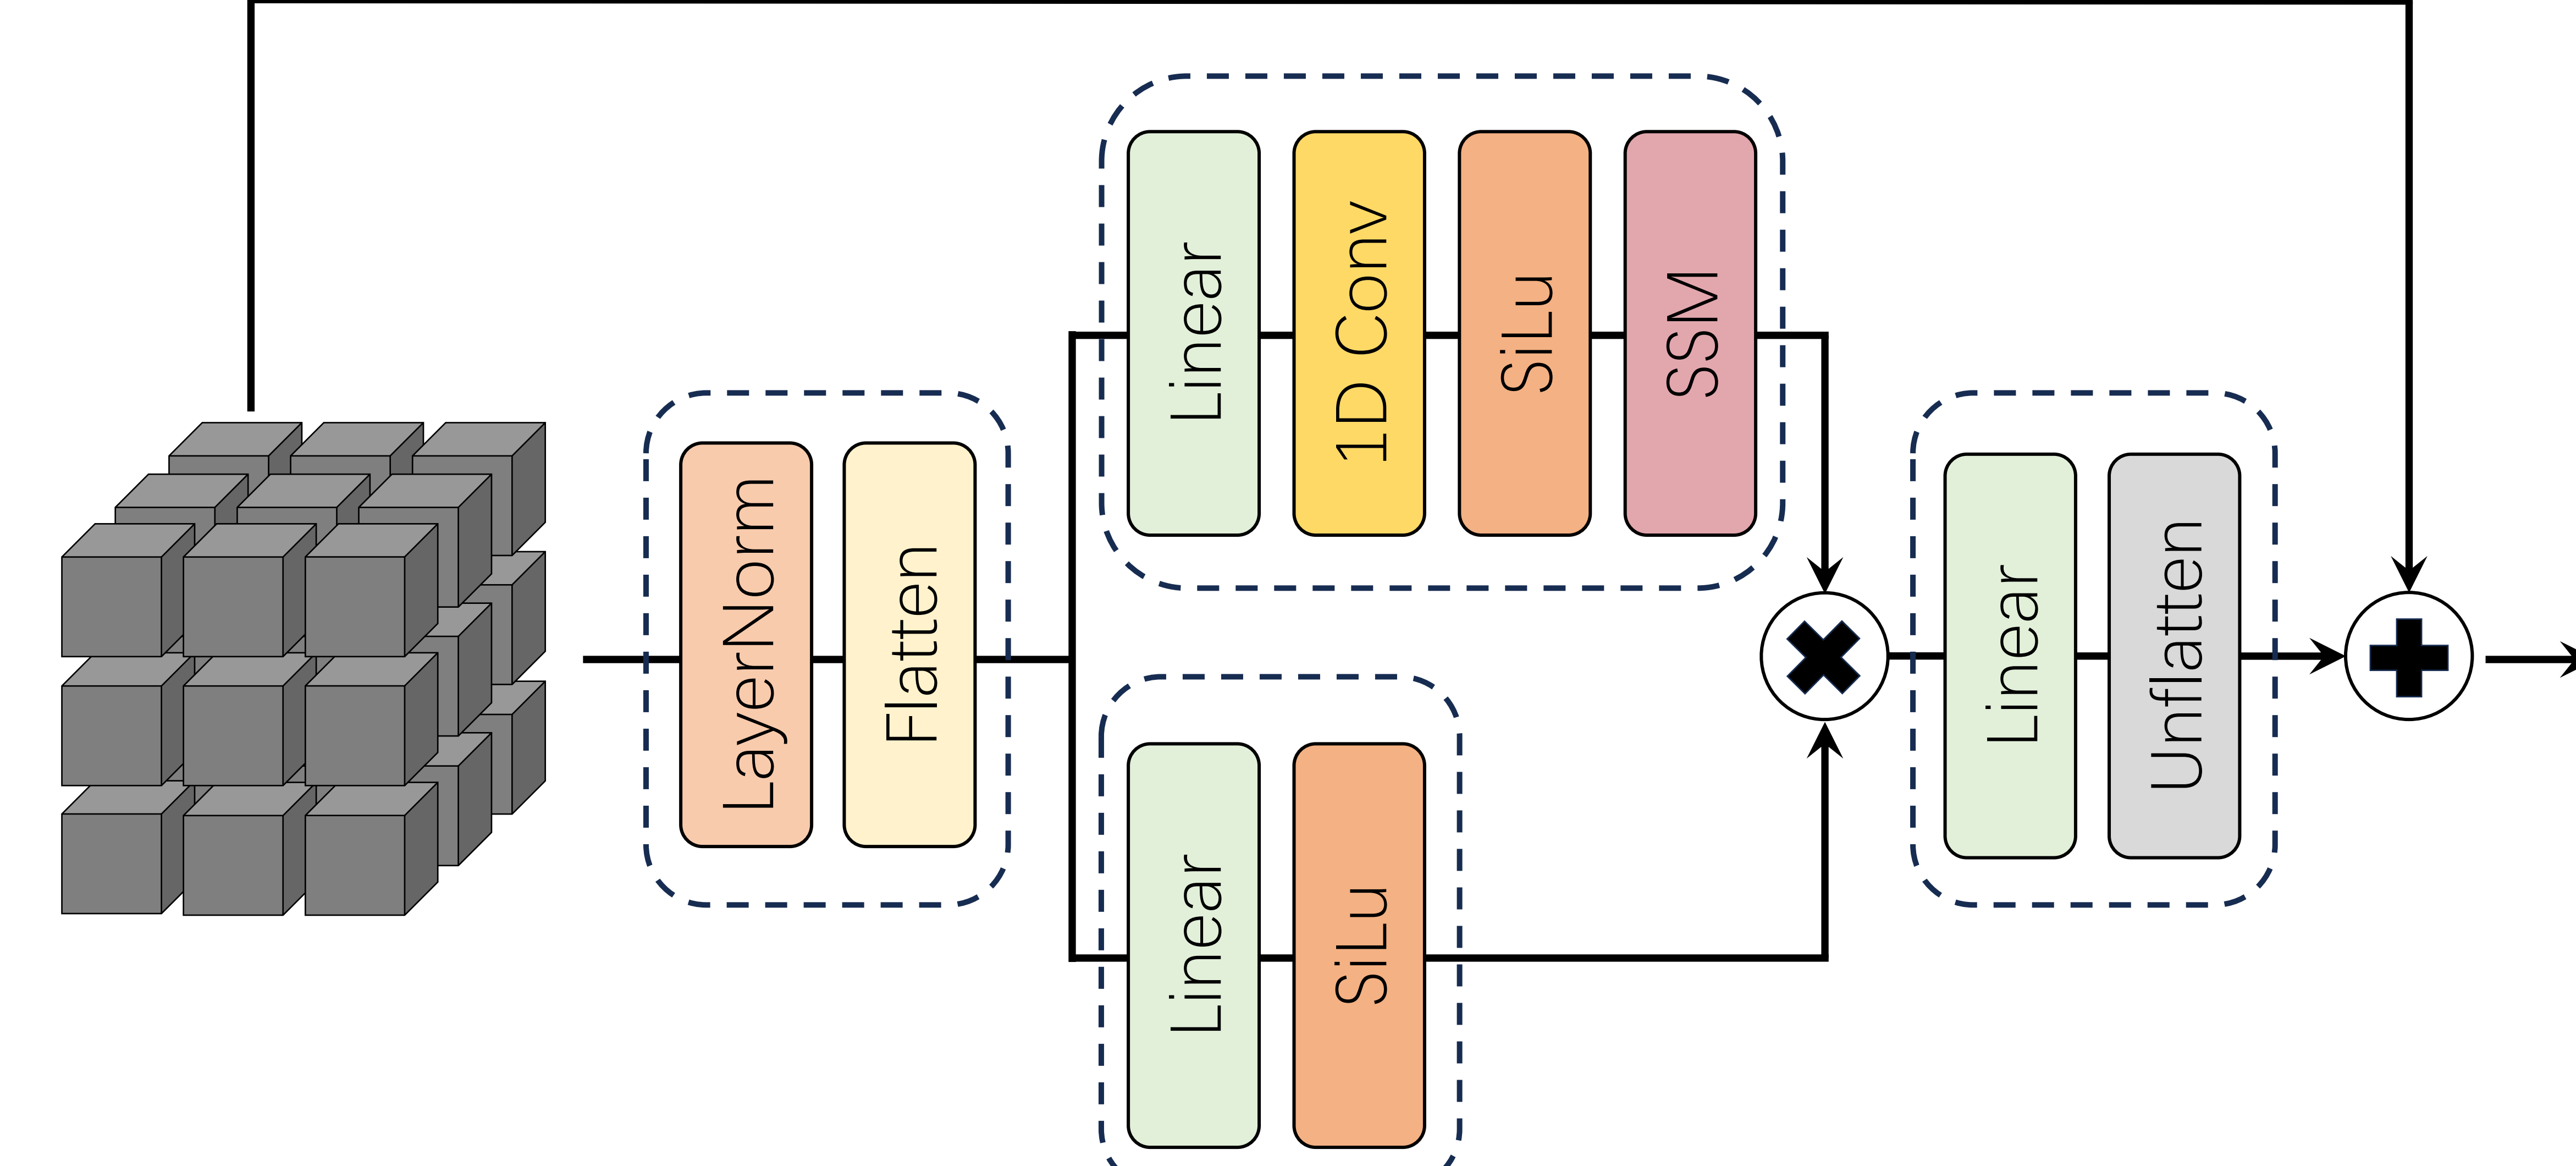 LayerNorm
Flatten
Linear
1D Conv
SiLu
SSM
Linear
SiLu
Linear
Unflatten